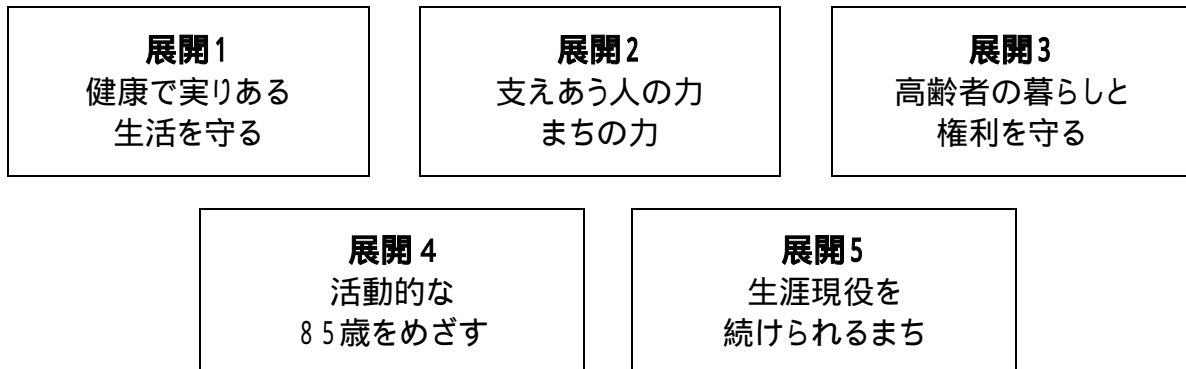 展開1
健康で実りある
生活を守る
展開2
支えあう人の力
まちの力
展開3
高齢者の暮らしと
権利を守る
展開４
活動的な
８５歳をめざす
展開5
生涯現役を
続けられるまち